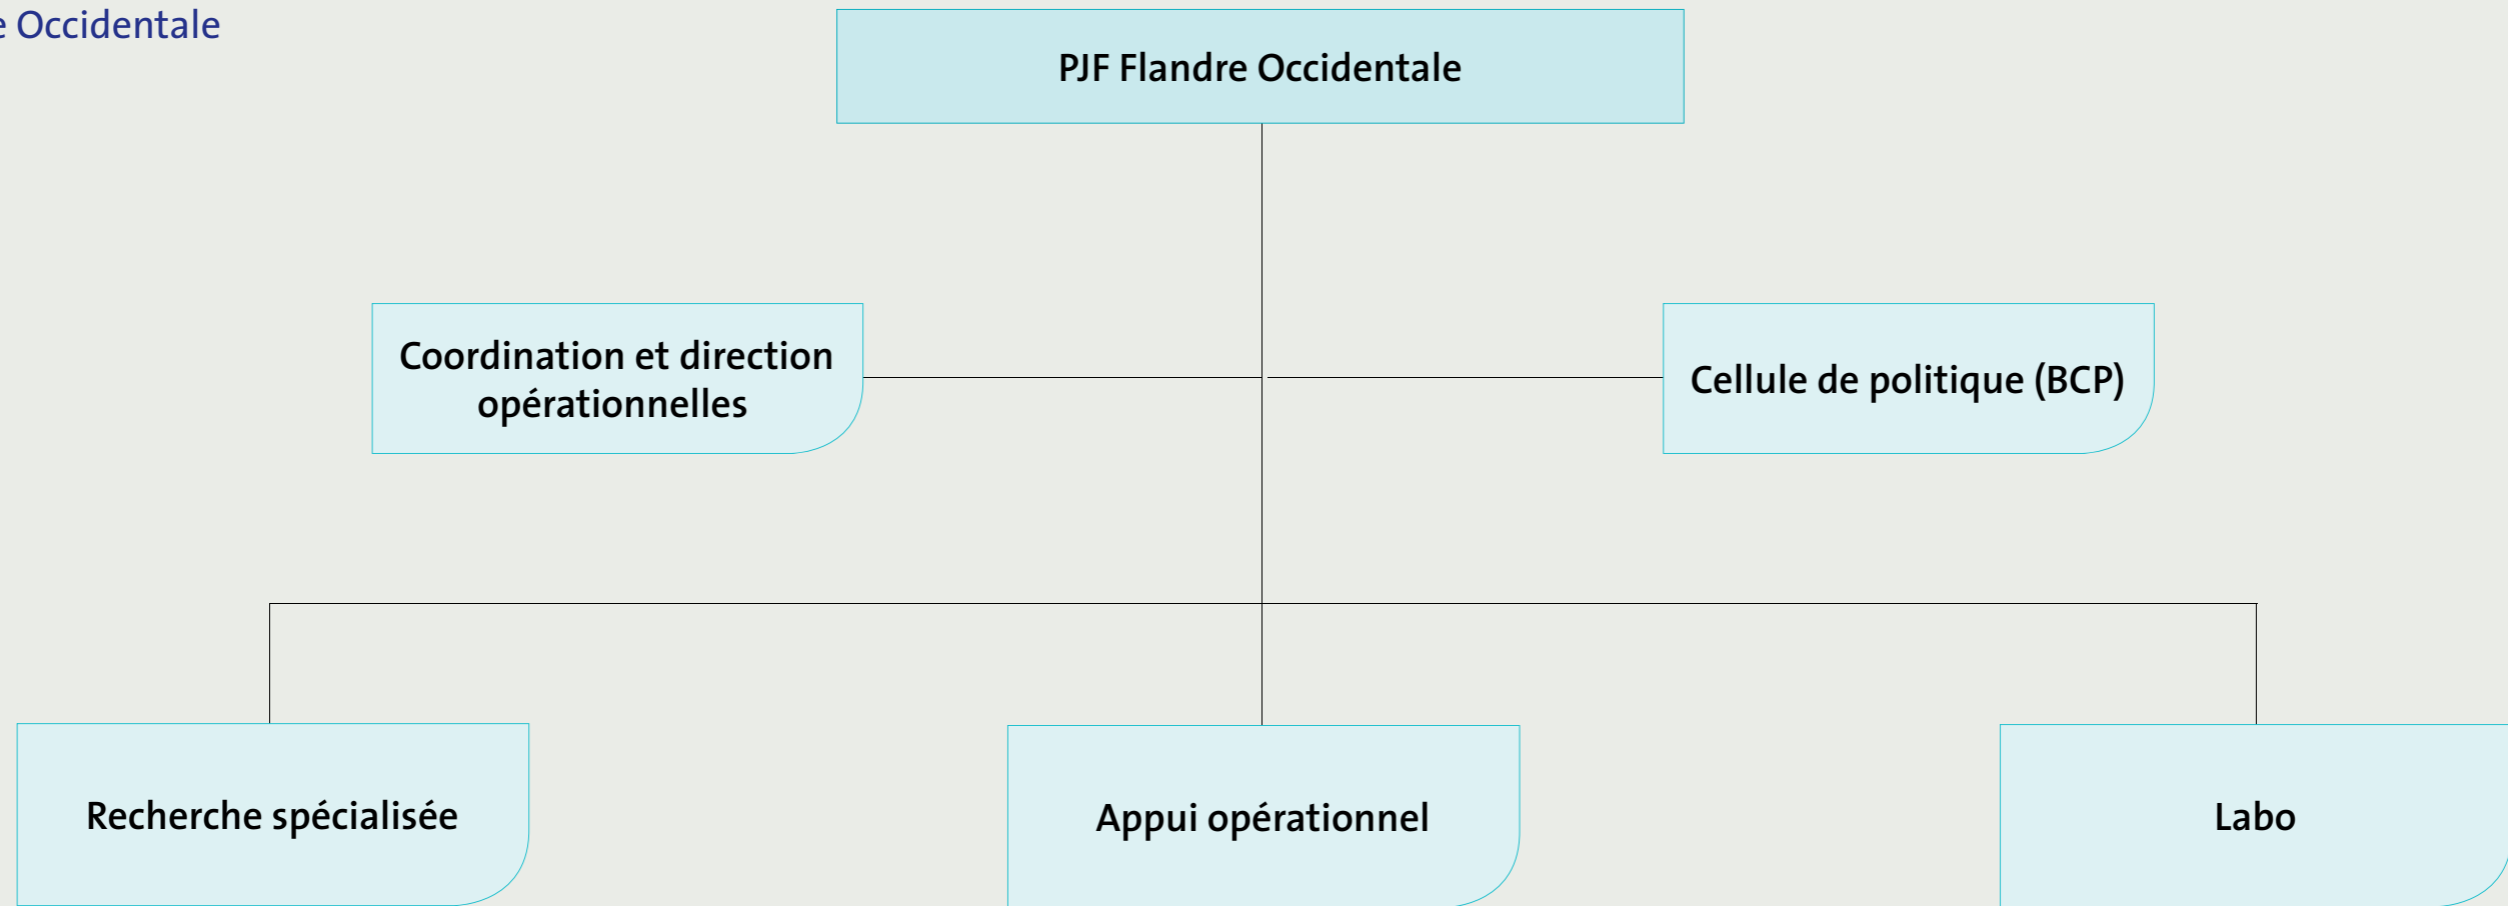 e Occidentale
PJF Flandre Occidentale
Coordination et direction
opérationnelles
Cellule de politique (BCP)
Recherche spécialisée
Appui opérationnel
Labo